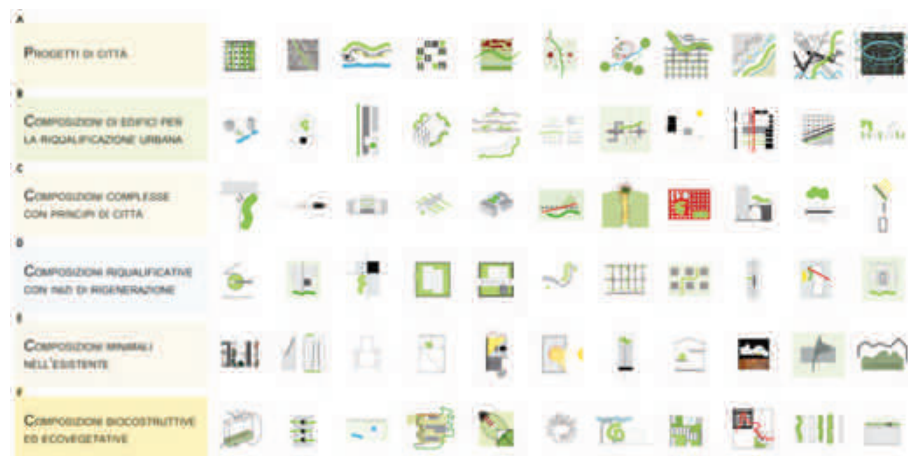 A
PROGETTI DI CITTÀ
B
COMPOSIZIONI DI EDIFICI PER
LA RIQUALIFICAZIONE URBANA
C
COMPOSIZIONI COMPLESSE
CON PRINCIPI DI CITTÀ
D
COMPOSIZIONI RIQUALIFICATIVE
CON INIZI DI RIGENERAZIONE
E
COMPOSIZIONI MINIMALI
NELL'ESISTENTE
F
COMPOSIZIONI BIOCOSTRUTTIVE
ED ECOVEGETATIVE